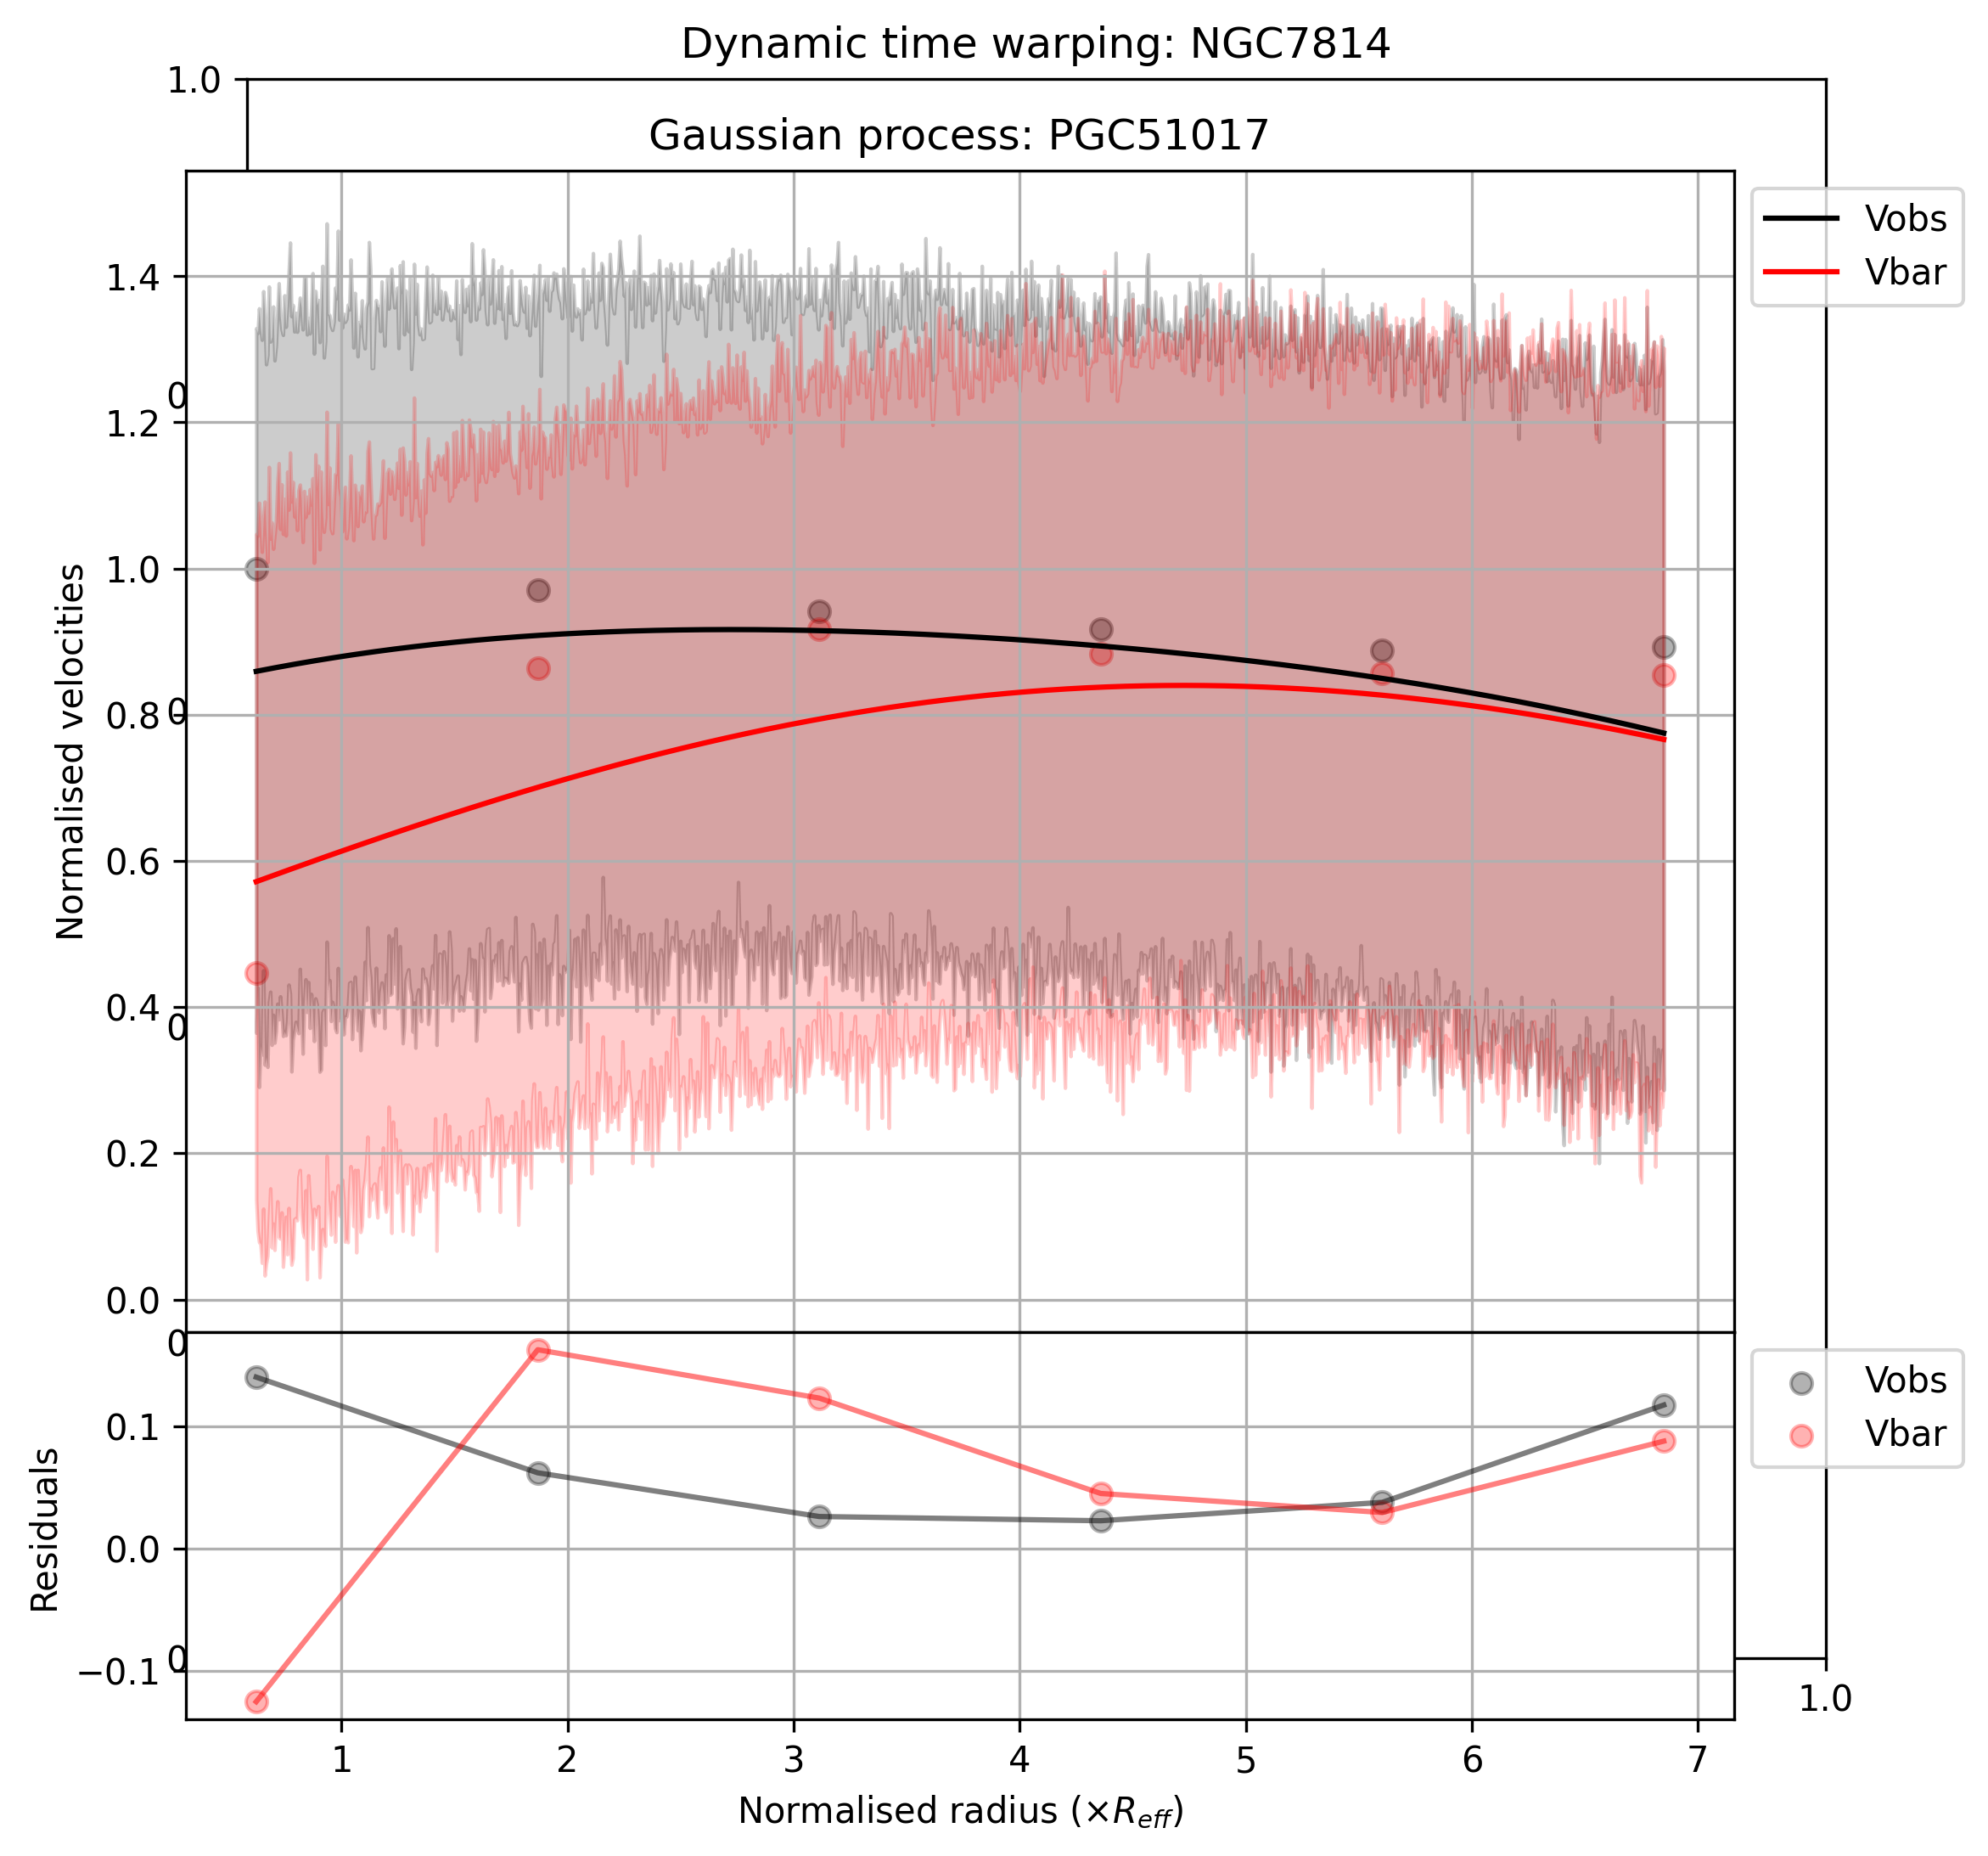 Dynamic time warping: NGC7814
1.0
Gaussian process: PGC51017
Vobs
Vbar
1.4
0
1.2
1.0
Normalised velocities
0.8
0
0.6
0.4
0
0.2
0.0
0
Vobs
Vbar
0.1
Residuals
0.0
−0.1
0
1.0
1 2 3 4 5 6 7
Normalised radius (×R_eff)